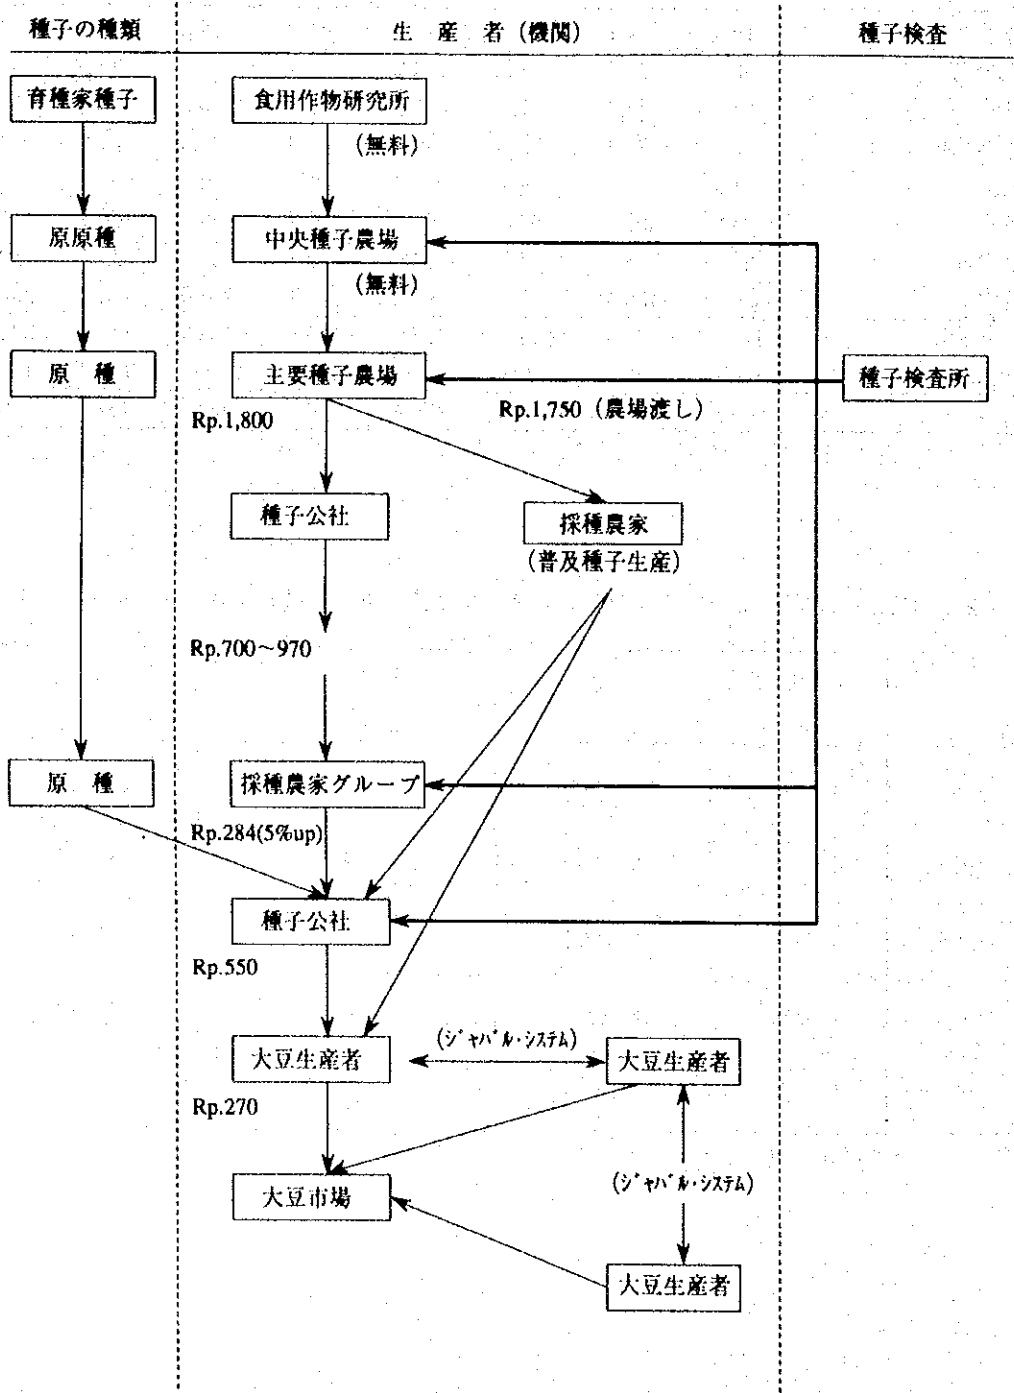 種子の種類
生 産 者 (機関)
種子検査
育種家種子
食用作物研究所
(無料)
原原種
中央種子農場
(無料)
原 種
主要種子農場
種子検査所
Rp.1,800
Rp.1,750 (農場渡し)
種子公社
採種農家
(普及種子生産)
Rp.700~970
原 種
採種農家グループ
Rp.284(5%up)
種子公社
Rp.550
大豆生産者
(ジャバル・システム)
大豆生産者
Rp.270
大豆市場
(ジャバル・システム)
大豆生産者